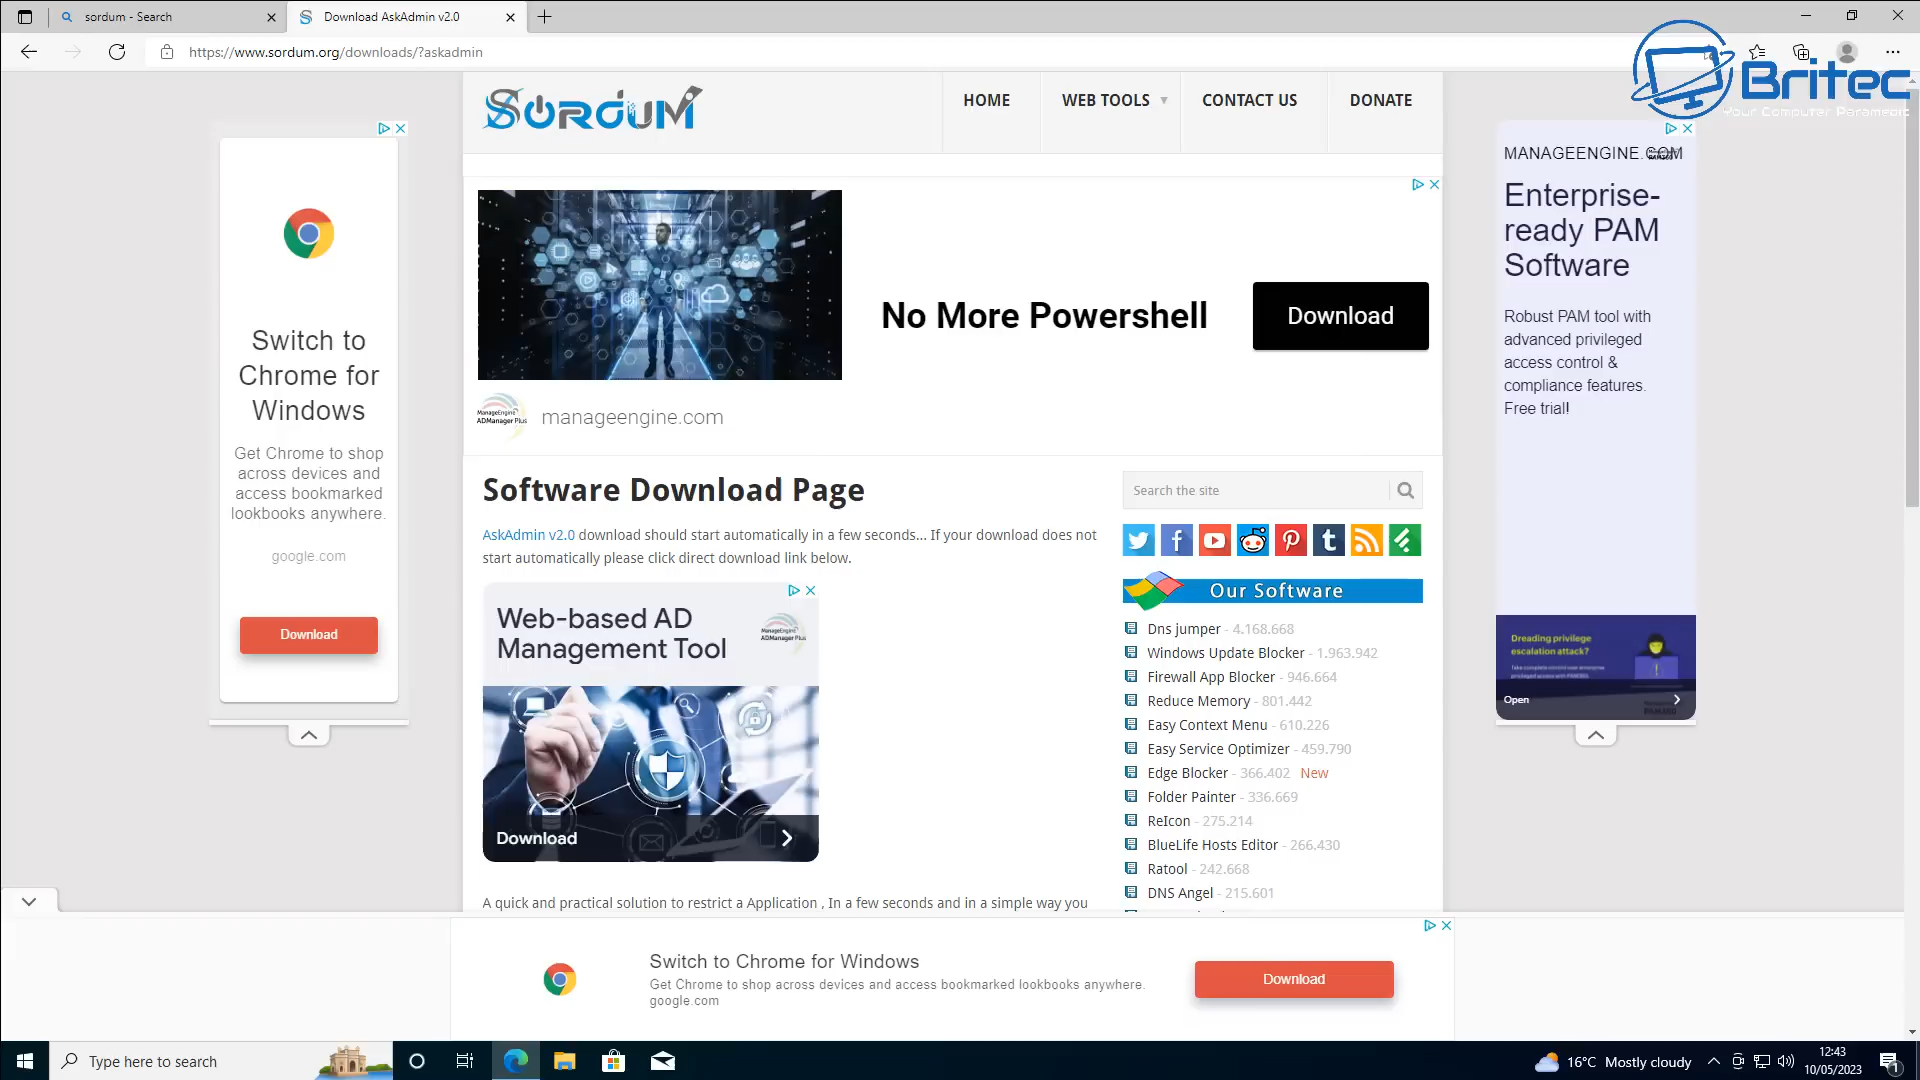 sordum - Search
Download AskAdmin v2.0
https://www.sordum.org/downloads/?askadmin
Britec
Your Computer Paramedic
SORDUM
HOME
WEB TOOLS
CONTACT US
DONATE
Switch to
Chrome for
Windows
Get Chrome to shop
across devices and
access bookmarked
lookbooks anywhere.
google.com
Download
No More Powershell
Download
ManageEngine
ADManager Plus
manageengine.com
MANAGEENGINE.COM
Enterprise-
ready PAM
Software
Robust PAM tool with
advanced privileged
access control &
compliance features.
Free trial!
Dreading privilege
escalation attack?
Open
Software Download Page
AskAdmin v2.0 download should start automatically in a few seconds... If your download does not
start automatically please click direct download link below.
Web-based AD
Management Tool
ManageEngine
ADManager Plus
Download
A quick and practical solution to restrict a Application , In a few seconds and in a simple way you
Search the site
Our Software
Dns jumper - 4.168.668
Windows Update Blocker - 1.963.942
Firewall App Blocker - 946.664
Reduce Memory - 801.442
Easy Context Menu - 610.226
Easy Service Optimizer - 459.790
Edge Blocker - 366.402 New
Folder Painter - 336.669
ReIcon - 275.214
BlueLife Hosts Editor - 266.430
Ratool - 242.668
DNS Angel - 215.601
Switch to Chrome for Windows
Get Chrome to shop across devices and access bookmarked lookbooks anywhere.
google.com
Download
Type here to search
16°C Mostly cloudy
12:43
10/05/2023
1